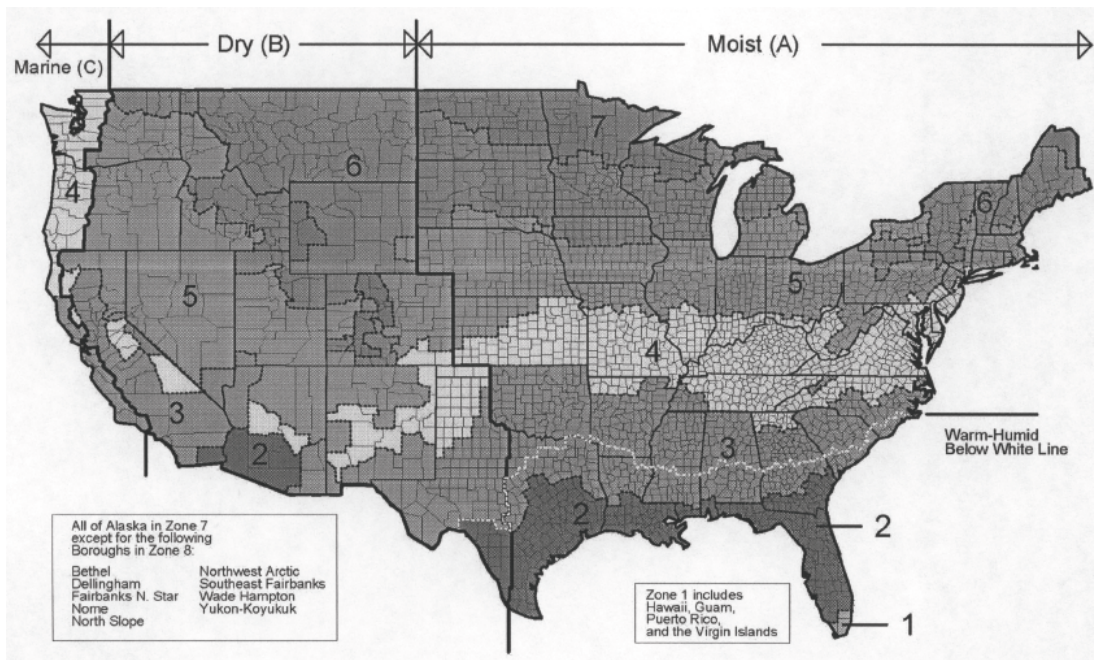 Dry (B)
Moist (A)
Marine (C)
7
6
4
6
5
5
4
3
3
2
Warm-Humid
Below White Line
2
2
1
All of Alaska in Zone 7
except for the following
Boroughs in Zone 8:
Bethel
Dellingham
Fairbanks N. Star
Nome
North Slope
Northwest Arctic
Southeast Fairbanks
Wade Hampton
Yukon-Koyukuk
Zone 1 includes
Hawaii, Guam,
Puerto Rico,
and the Virgin Islands